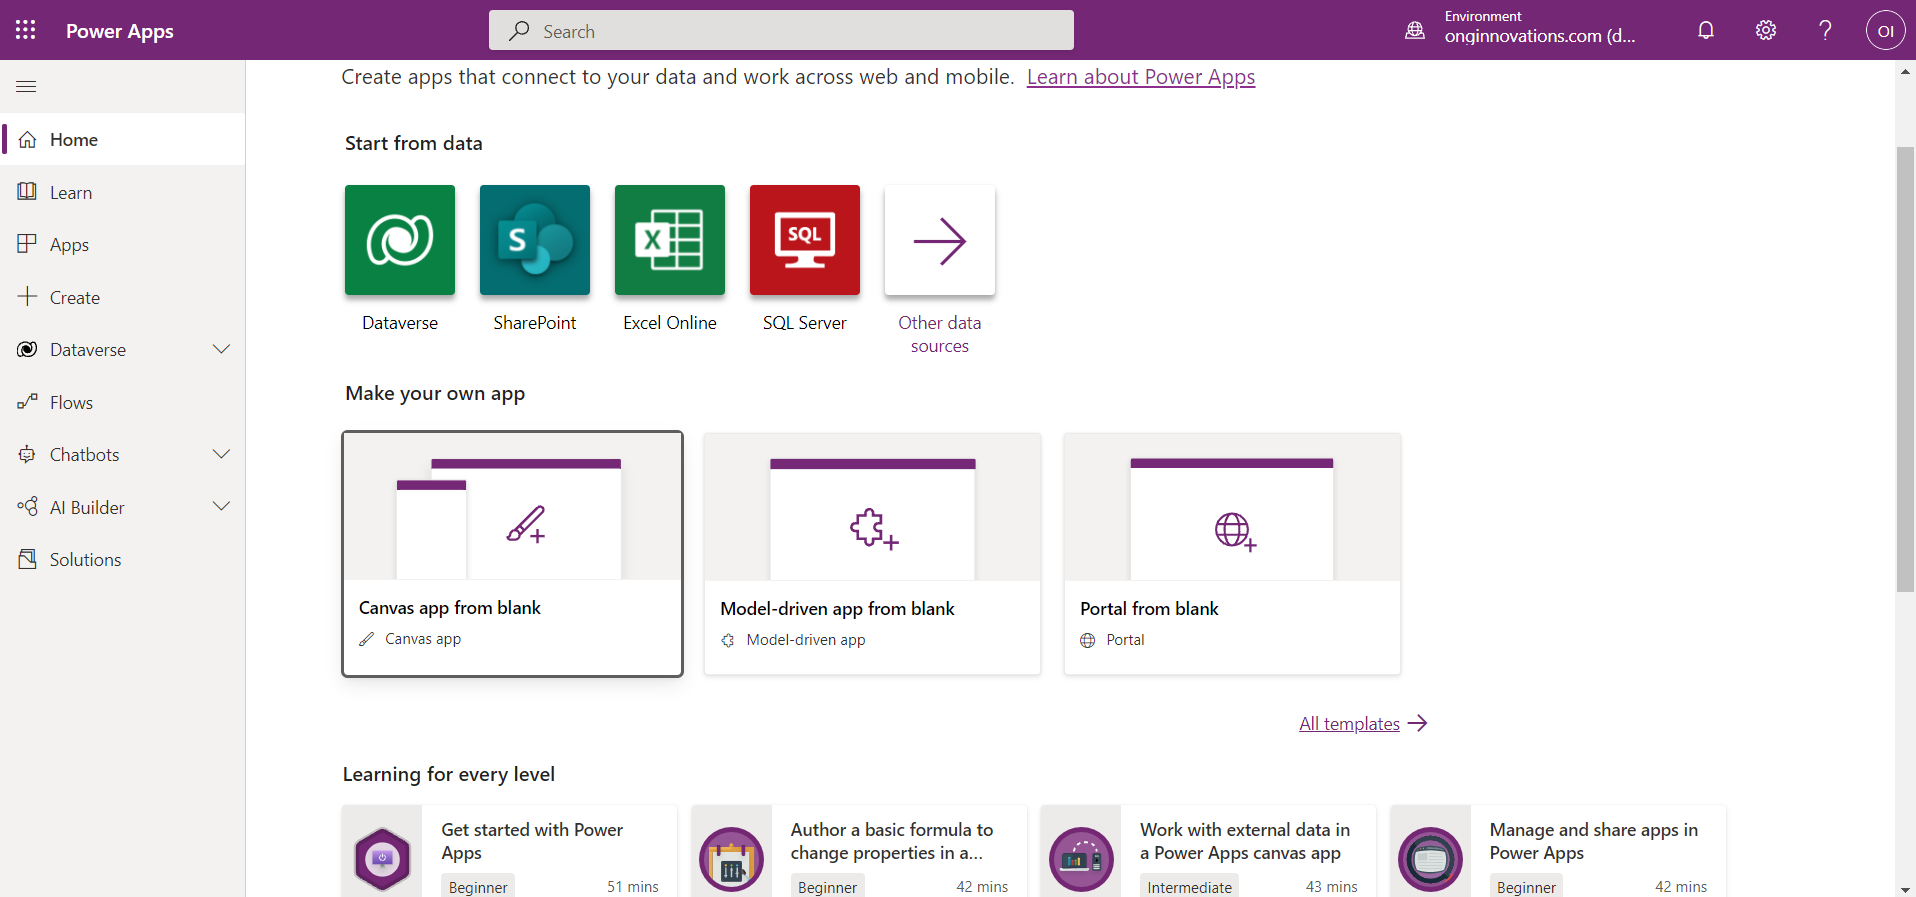 Power Apps
Search
Environment
onginnovations.com (d...
OI
Home
Learn
Apps
Create
Dataverse
Flows
Chatbots
AI Builder
Solutions
Create apps that connect to your data and work across web and mobile. Learn about Power Apps
Start from data
S
X
SQL
Dataverse
SharePoint
Excel Online
SQL Server
Other data
sources
Make your own app
Canvas app from blank
Canvas app
Model-driven app from blank
Model-driven app
Portal from blank
Portal
All templates
Learning for every level
Get started with Power
Apps
Beginner
51 mins
Author a basic formula to
change properties in a...
Beginner
42 mins
Work with external data in
a Power Apps canvas app
Intermediate
43 mins
Manage and share apps in
Power Apps
Beginner
42 mins